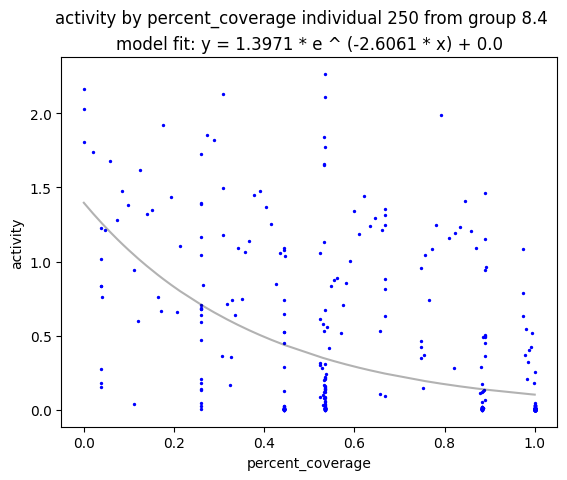 activity by percent_coverage individual 250 from group 8.4
model fit: y = 1.3971 * e ^ (-2.6061 * x) + 0.0
2.0
1.5
1.0
0.5
0.0
activity
0.0 0.2 0.4 0.6 0.8 1.0
percent_coverage